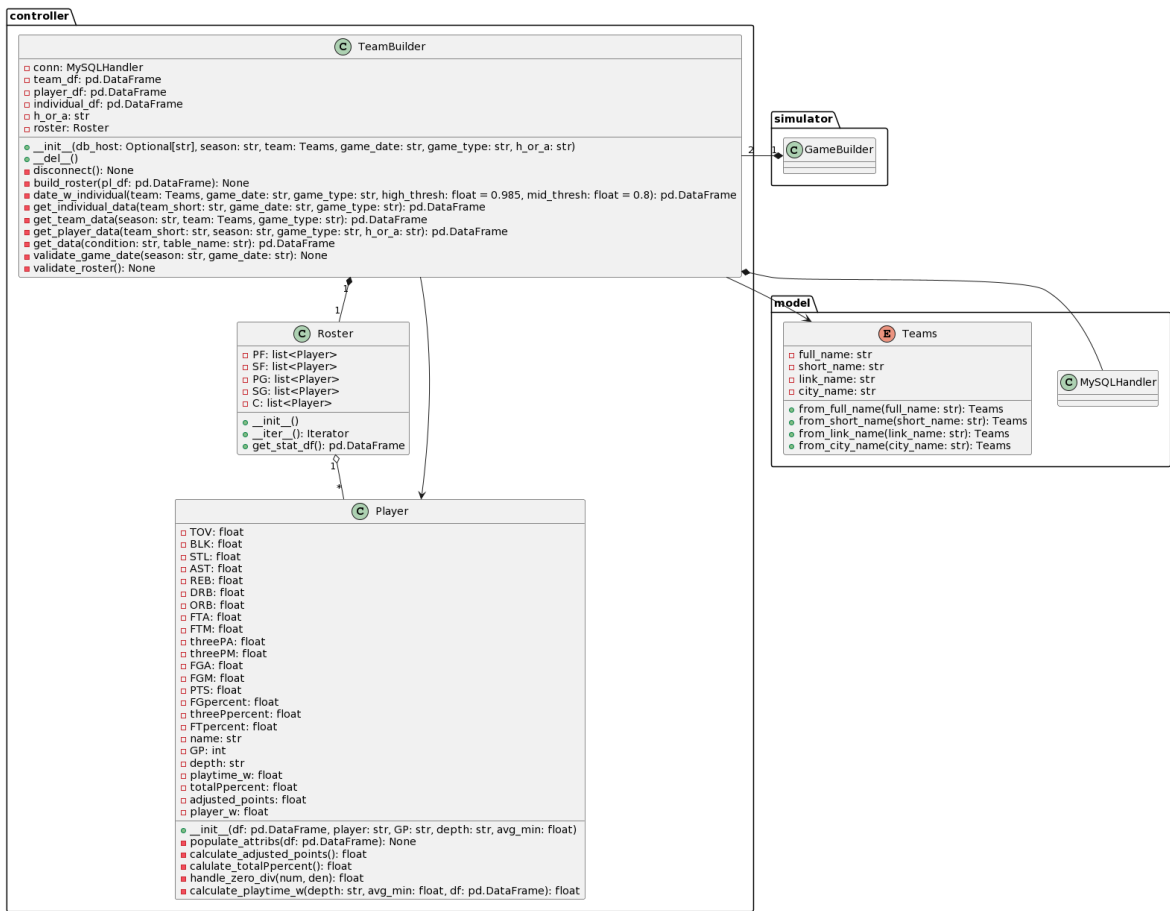 controller
C TeamBuilder
conn: MySQLHandler
team_df: pd.DataFrame
player_df: pd.DataFrame
individual_df: pd.DataFrame
h_or_a: str
roster: Roster
__init__(db_host: Optional[str], season: str, team: Teams, game_date: str, game_type: str, h_or_a: str)
__del__()
disconnect(): None
build_roster(pl_df: pd.DataFrame): None
date_w_individual(team: Teams, game_date: str, game_type: str, high_thresh: float = 0.985, mid_thresh: float = 0.8): pd.DataFrame
get_individual_data(team_short: str, game_date: str, game_type: str): pd.DataFrame
get_team_data(season: str, team: Teams, game_type: str): pd.DataFrame
get_player_data(team_short: str, season: str, game_type: str, h_or_a: str): pd.DataFrame
get_data(condition: str, table_name: str): pd.DataFrame
validate_game_date(season: str, game_date: str): None
validate_roster(): None
simulator
2 1
C GameBuilder
1
1
C Roster
PF: list<Player>
SF: list<Player>
PG: list<Player>
SG: list<Player>
C: list<Player>
__init__()
__iter__(): Iterator
get_stat_df(): pd.DataFrame
model
E Teams
full_name: str
short_name: str
link_name: str
city_name: str
from_full_name(full_name: str): Teams
from_short_name(short_name: str): Teams
from_link_name(link_name: str): Teams
from_city_name(city_name: str): Teams
C MySQLHandler
1
*
C Player
TOV: float
BLK: float
STL: float
AST: float
REB: float
DRB: float
ORB: float
FTA: float
FTM: float
threePA: float
threePM: float
FGA: float
FGM: float
PTS: float
FGpercent: float
threePpercent: float
FTpercent: float
name: str
GP: int
depth: str
playtime_w: float
totalPpercent: float
adjusted_points: float
player_w: float
__init__(df: pd.DataFrame, player: str, GP: str, depth: str, avg_min: float)
populate_attribs(df: pd.DataFrame): None
calculate_adjusted_points(): float
calulate_totalPpercent(): float
handle_zero_div(num, den): float
calculate_playtime_w(depth: str, avg_min: float, df: pd.DataFrame): float